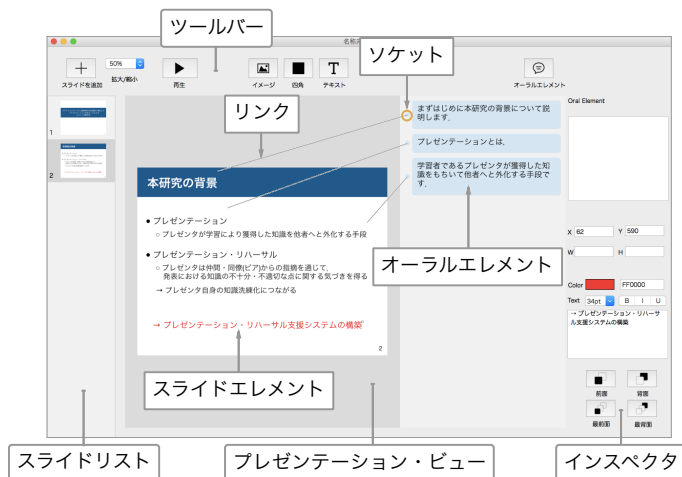 ツールバー
名称未
ソケット
50%
スライドを追加
拡大/縮小
再生
イメージ
四角
T
テキスト
オーラルエレメント
リンク
1
2
まずはじめに本研究の背景について説
明します.
プレゼンテーションとは,
学習者であるプレゼンタが獲得した知
識をもちいて他者へと外化する手段で
す.
本研究の背景
● プレゼンテーション
○ プレゼンタが学習により獲得した知識を他者へと外化する手段
● プレゼンテーション・リハーサル
○ プレゼンタは仲間・同僚(ピア)からの指摘を通じて,
発表における知識の不十分・不適切な点に関する気づきを得る
→ プレゼンタ自身の知識洗練化につながる
→ プレゼンテーション・リハーサル支援システムの構築
2
オーラルエレメント
スライドエレメント
Oral Element
X 62 Y 590
W H
Color FF0000
Text 34pt B I U
→ プレゼンテーション・リハーサ
ル支援システムの構築
前面 背面
最前面 最背面
スライドリスト
プレゼンテーション・ビュー
インスペクタ